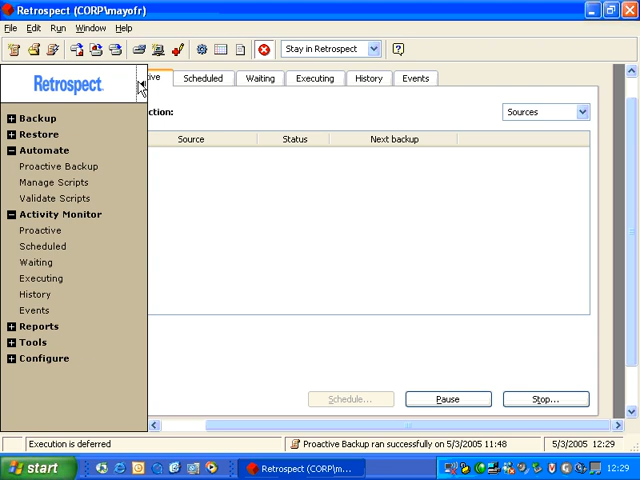 Retrospect (CORP\mayofr)
File Edit Run Window Help
Stay in Retrospect
Retrospect.
Backup
Restore
Automate
Proactive Backup
Manage Scripts
Validate Scripts
Activity Monitor
Proactive
Scheduled
Waiting
Executing
History
Events
Reports
Tools
Configure
ive Scheduled Waiting Executing History Events
ction: Sources
Source Status Next backup
Schedule... Pause Stop...
Execution is deferred Proactive Backup ran successfully on 5/3/2005 11:48 5/3/2005 12:29
start Retrospect (CORP\m... 12:29